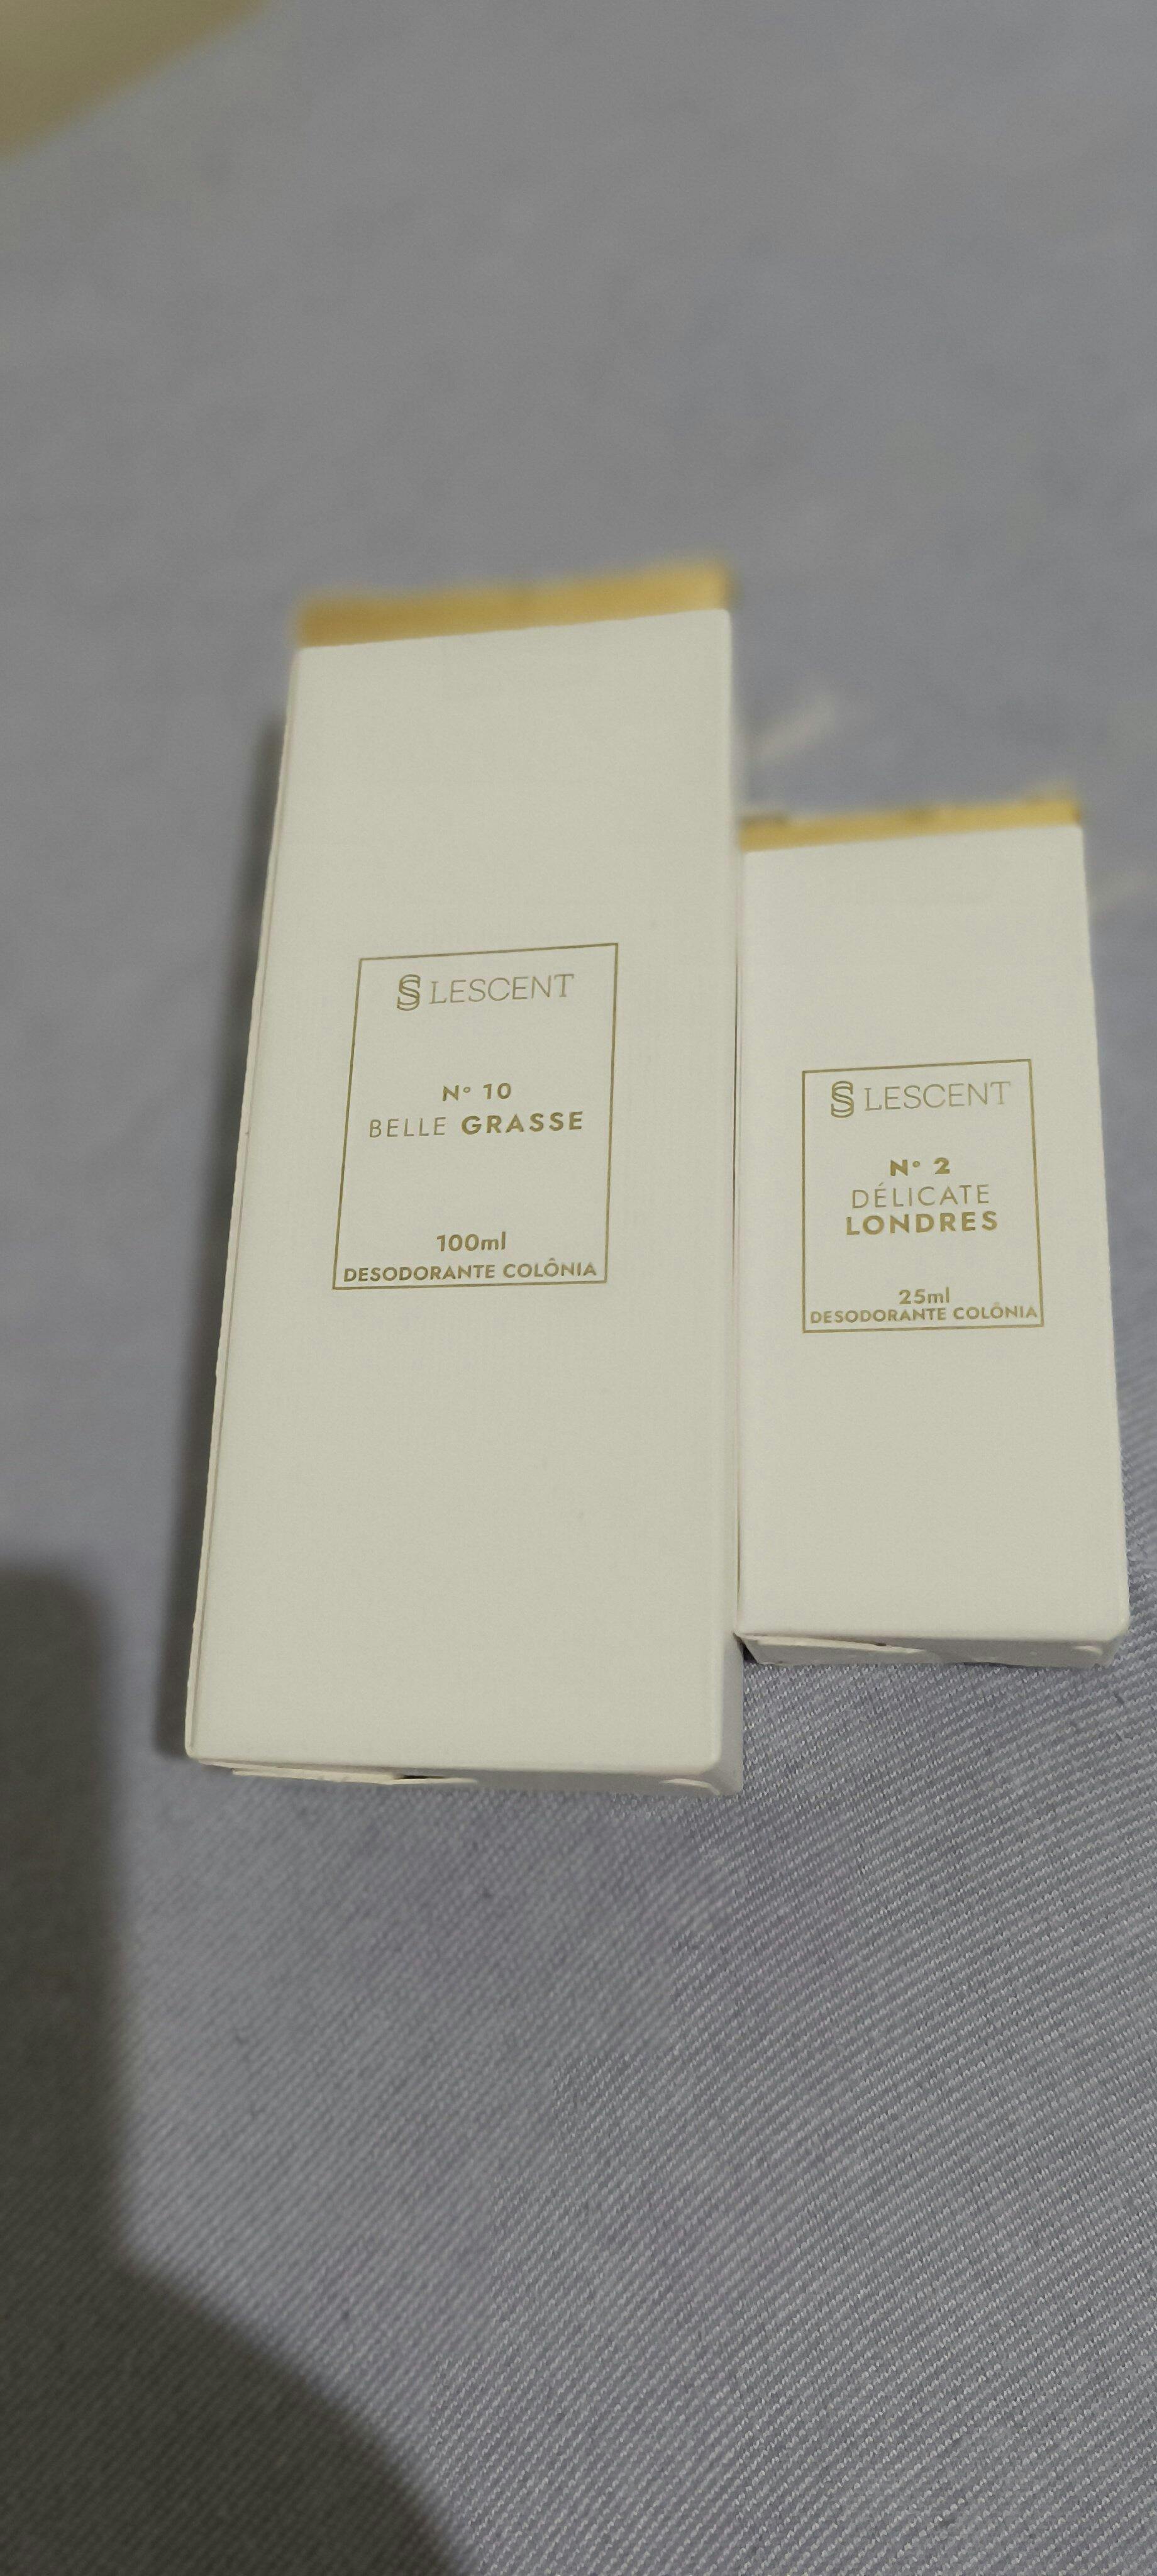 LESCENT
N° 10
BELLE GRASSE
100ml
DESODORANTE COLÔNIA
LESCENT
N° 2
DÉLICATE
LONDRES
25ml
DESODORANTE COLÔNIA